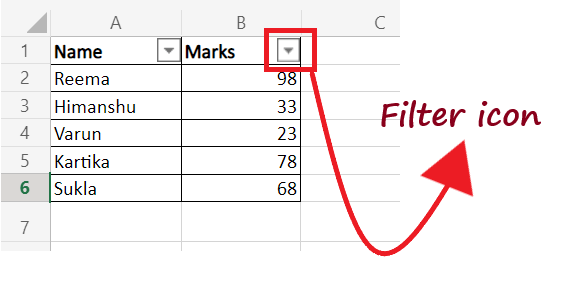 A B C
1 Name Marks
2 Reema 98
3 Himanshu 33
4 Varun 23
5 Kartika 78
6 Sukla 68
7
Filter icon